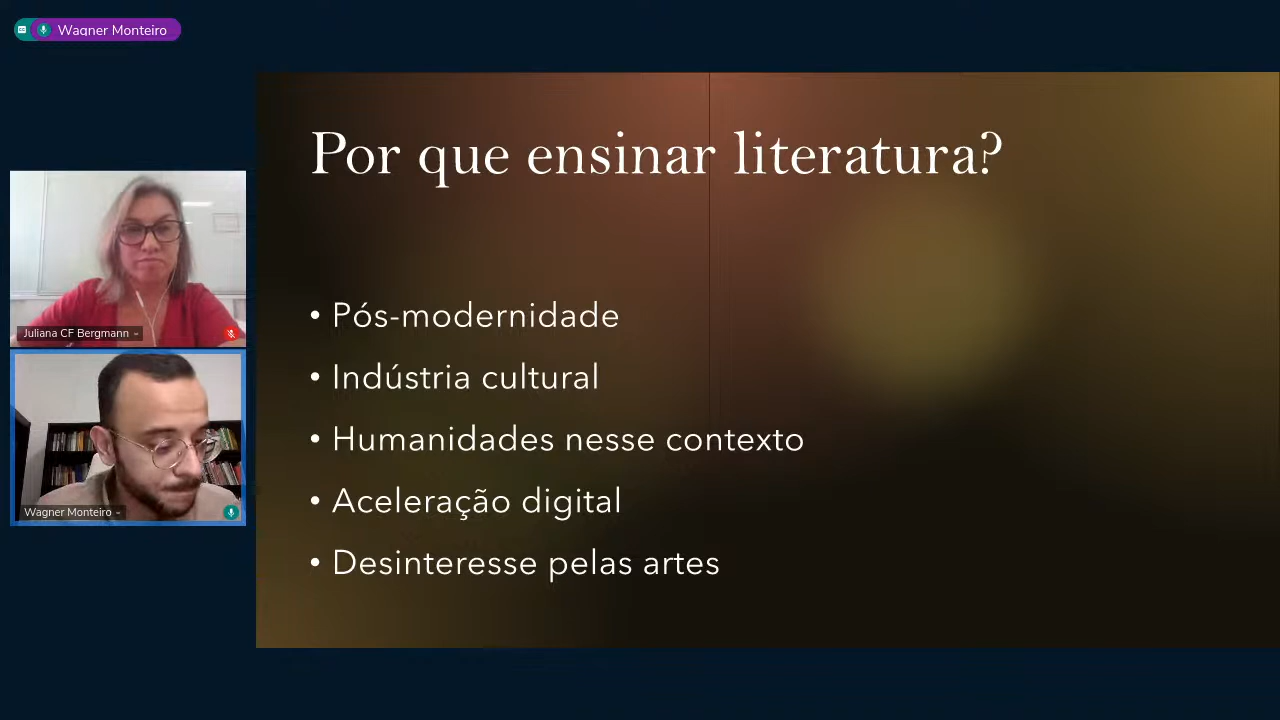 Wagner Monteiro
Por que ensinar literatura?
• Pós-modernidade
• Indústria cultural
• Humanidades nesse contexto
• Aceleração digital
• Desinteresse pelas artes
Juliana CF Bergmann
Wagner Monteiro